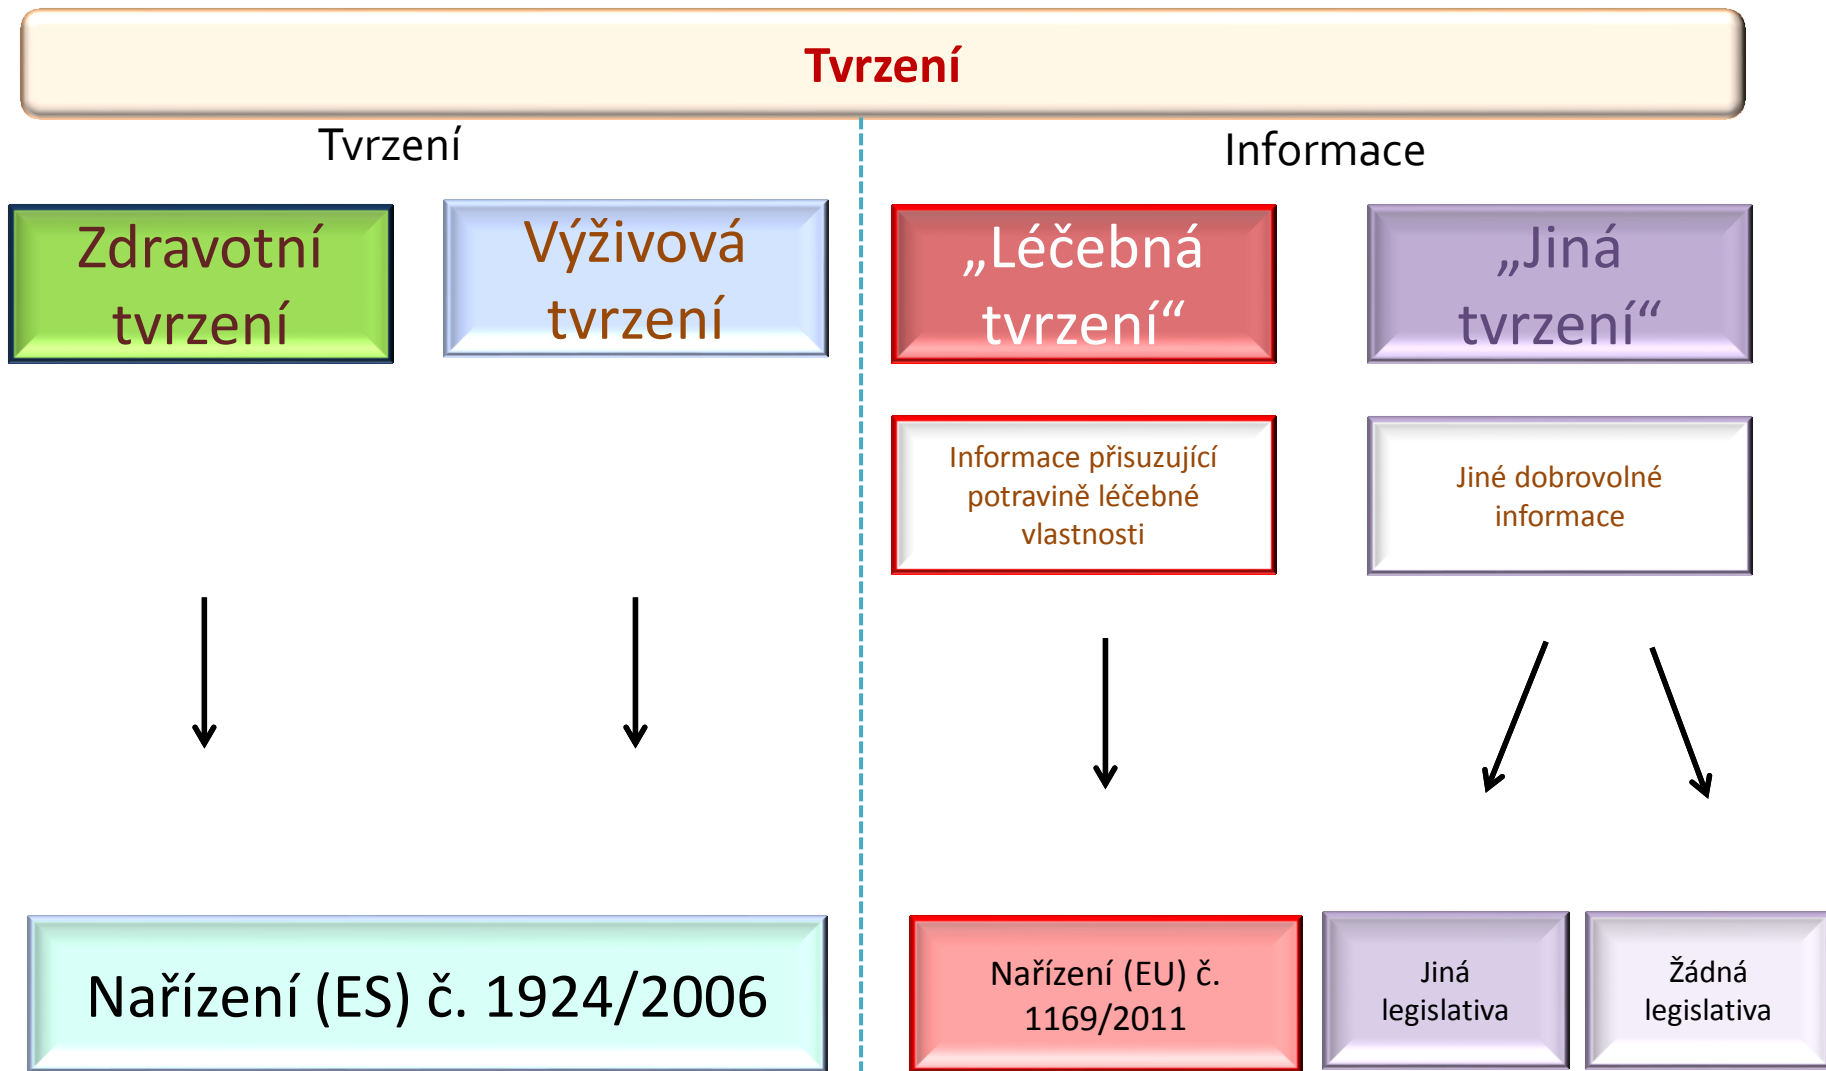 Tvrzení
Tvrzení
Informace
Zdravotní
tvrzení
Výživová
tvrzení
„Léčebná
tvrzení“
„Jiná
tvrzení“
Informace přisuzující
potravině léčebné
vlastnosti
Jiné dobrovolné
informace
Nařízení (ES) č. 1924/2006
Nařízení (EU) č.
1169/2011
Jiná
legislativa
Žádná
legislativa